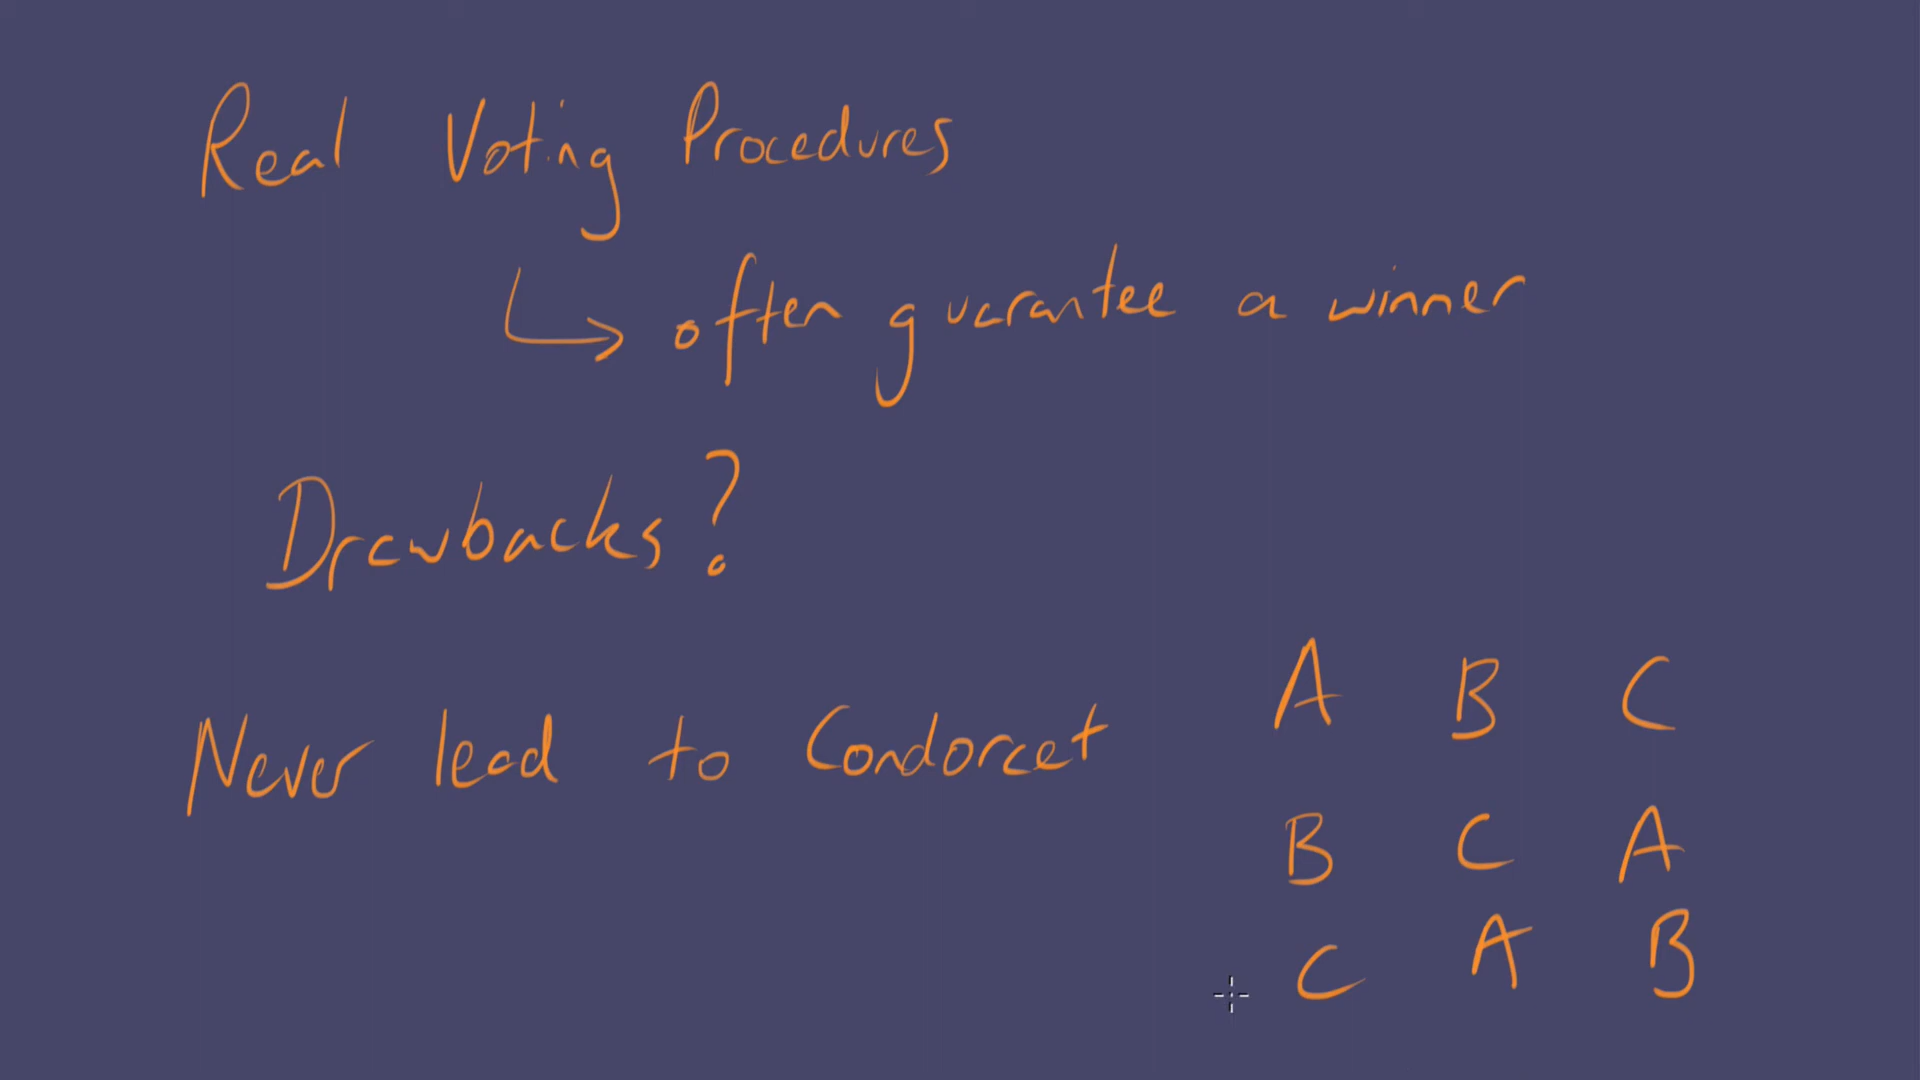 Real Voting Procedures
↳ often guarantee a winner
Drawbacks?
Never lead to Condorcet
A B C
B C A
C A B